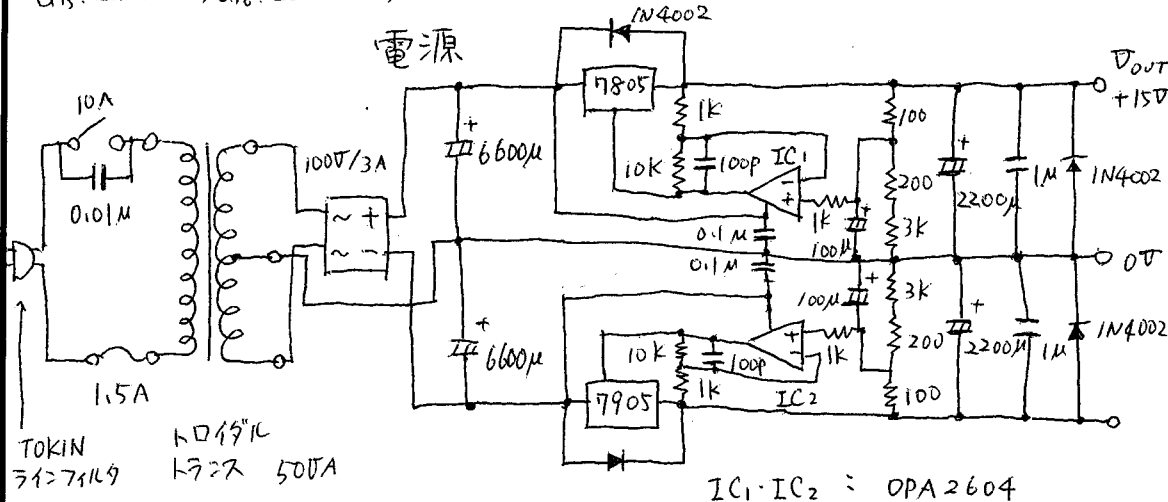 電源
1N4002
7805
VOUT
+15V
10A
0.01μ
100V/3A
~ +
~ -
+
6600μ
1K
10K
100p
IC1
-
+
1K
+
100μ
100
200
3K
+
2200μ
1μ
1N4002
0.1μ
0V
0.1μ
100μ
+
3K
200
100
+
2200μ
1μ
1N4002
+
6600μ
10K
1K
100p
+
-
1K
IC2
7905
1.5A
TOKIN
ラインフィルタ
トロイダル
トランス 50VA
IC1・IC2 : OPA2604